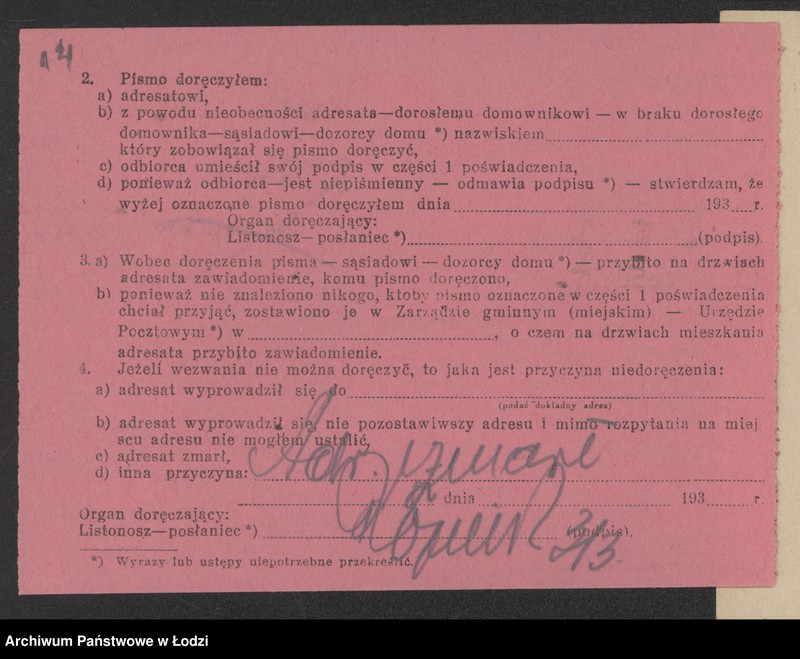 14
2. Pismo doręczyłem:
a) adresatowi,
b) z powodu nieobecności adresata—dorosłemu domownikowi — w braku dorosłego
domownika—sąsiadowi—dozorcy domu *) nazwiskiem
który zobowiązał się pismo doręczyć,
c) odbiorca umieścił swój podpis w części 1 poświadczenia,
d) ponieważ odbiorca—jest niepiśmienny — odmawia podpisu *) — stwierdzam, że
wyżej oznaczone pismo doręczyłem dnia 193 r.
Organ doręczający:
Listonosz—posłaniec *) (podpis).
3. a) Wobec doręczenia pisma — sąsiadowi — dozorcy domu *) — przybito na drzwiach
adresata zawiadomienie, komu pismo doręczono,
b) ponieważ nie znaleziono nikogo, ktoby pismo oznaczone w części 1 poświadczenia
chciał przyjąć, zostawiono je w Zarządzie gminnym (miejskim) — Urzędzie
Pocztowym *) w , o czem na drzwiach mieszkania
adresata przybito zawiadomienie.
4. Jeżeli wezwania nie można doręczyć, to jaka jest przyczyna niedoręczenia:
a) adresat wyprowadził się do
(podać dokładny adres)
b) adresat wyprowadził się, nie pozostawiwszy adresu i mimo rozpytania na miej
scu adresu nie mogłem ustalić,
c) adresat zmarł,
d) inna przyczyna: Adr. zmarł
dnia 193 r.
Organ doręczający:
Listonosz—posłaniec *) (podpis). 3/3
*) Wyrazy lub ustępy niepotrzebne przekreślić.
Archiwum Państwowe w Łodzi